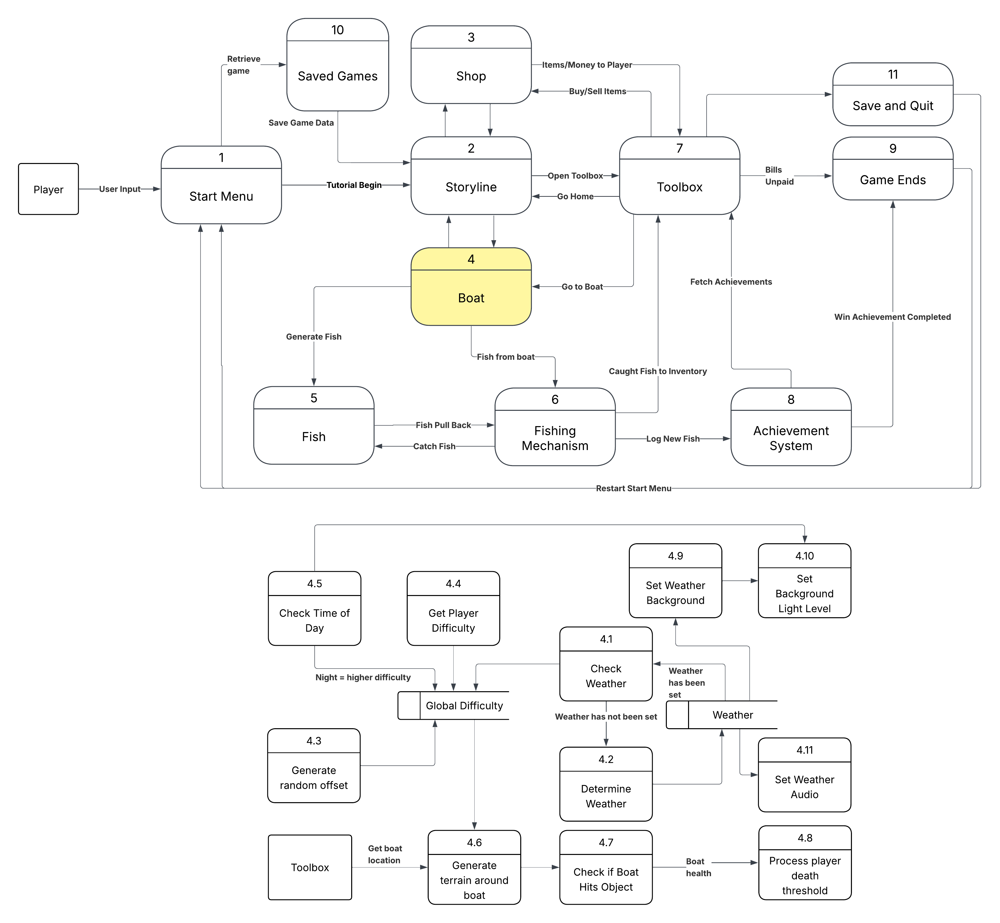 10
Saved Games
3
Shop
Retrieve
game
Items/Money to Player
Buy/Sell Items
11
Save and Quit
Save Game Data
Player
User Input
1
Start Menu
Tutorial Begin
2
Storyline
Open Toolbox
Go Home
7
Toolbox
Bills
Unpaid
9
Game Ends
4
Boat
Go to Boat
Fetch Achievements
Win Achievement Completed
Generate Fish
Fish from boat
Caught Fish to Inventory
5
Fish
Fish Pull Back
Catch Fish
6
Fishing
Mechanism
Log New Fish
8
Achievement
System
Restart Start Menu
4.5
Check Time of
Day
4.4
Get Player
Difficulty
4.9
Set Weather
Background
4.10
Set
Background
Light Level
4.1
Check
Weather
Night = higher difficulty
Weather
has been
set
Global Difficulty
Weather has not been set
Weather
4.3
Generate
random offset
4.2
Determine
Weather
4.11
Set Weather
Audio
Toolbox
Get boat
location
4.6
Generate
terrain around
boat
4.7
Check if Boat
Hits Object
Boat
health
4.8
Process player
death
threshold